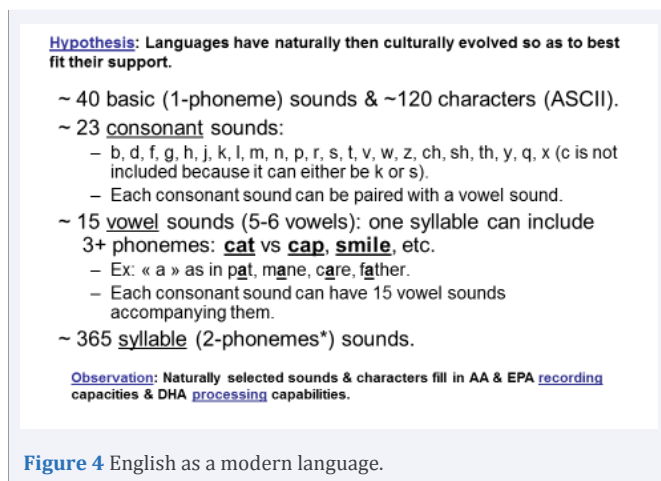 Hypothesis: Languages have naturally then culturally evolved so as to best
fit their support.
~ 40 basic (1-phoneme) sounds & ~120 characters (ASCII).
~ 23 consonant sounds:
– b, d, f, g, h, j, k, l, m, n, p, r, s, t, v, w, z, ch, sh, th, y, q, x (c is not
included because it can either be k or s).
– Each consonant sound can be paired with a vowel sound.
~ 15 vowel sounds (5-6 vowels): one syllable can include
3+ phonemes: cat vs cap, smile, etc.
– Ex: « a » as in pat, mane, care, father.
– Each consonant sound can have 15 vowel sounds
accompanying them.
~ 365 syllable (2-phonemes*) sounds.
Observation: Naturally selected sounds & characters fill in AA & EPA recording
capacities & DHA processing capabilities.
Figure 4 English as a modern language.